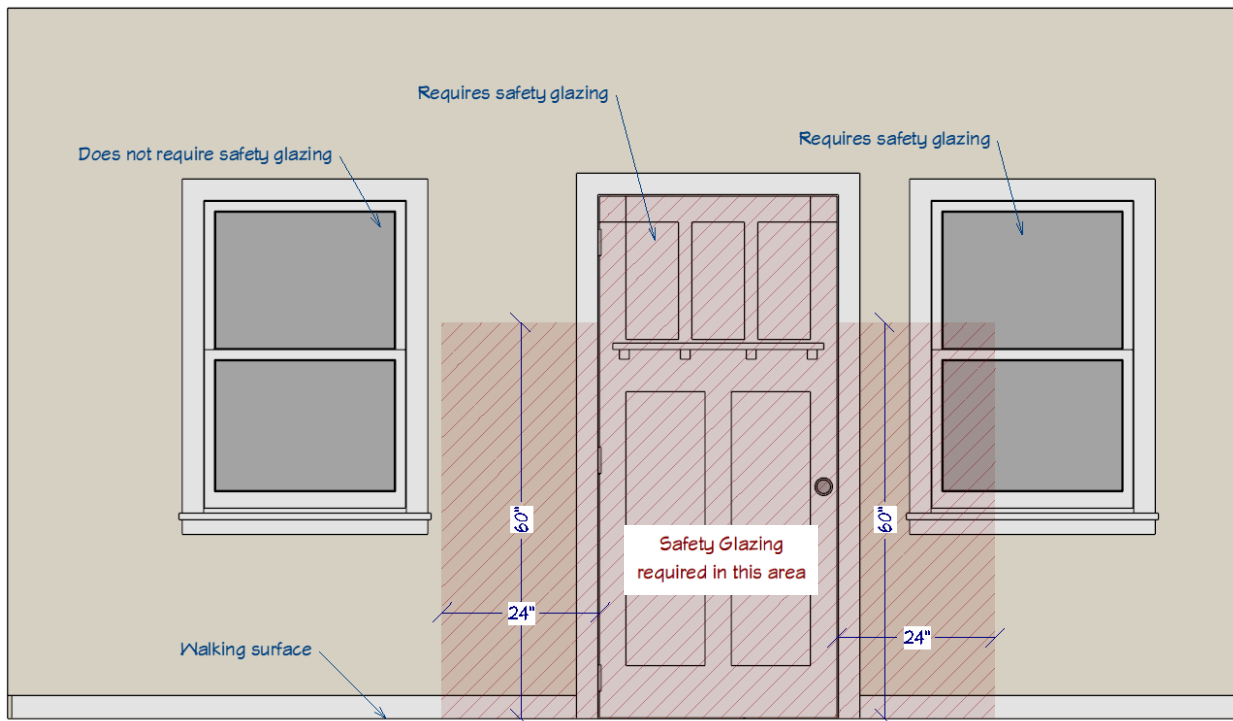 Requires safety glazing
Requires safety glazing
Does not require safety glazing
60"
60"
Safety Glazing
required in this area
24"
24"
Walking surface